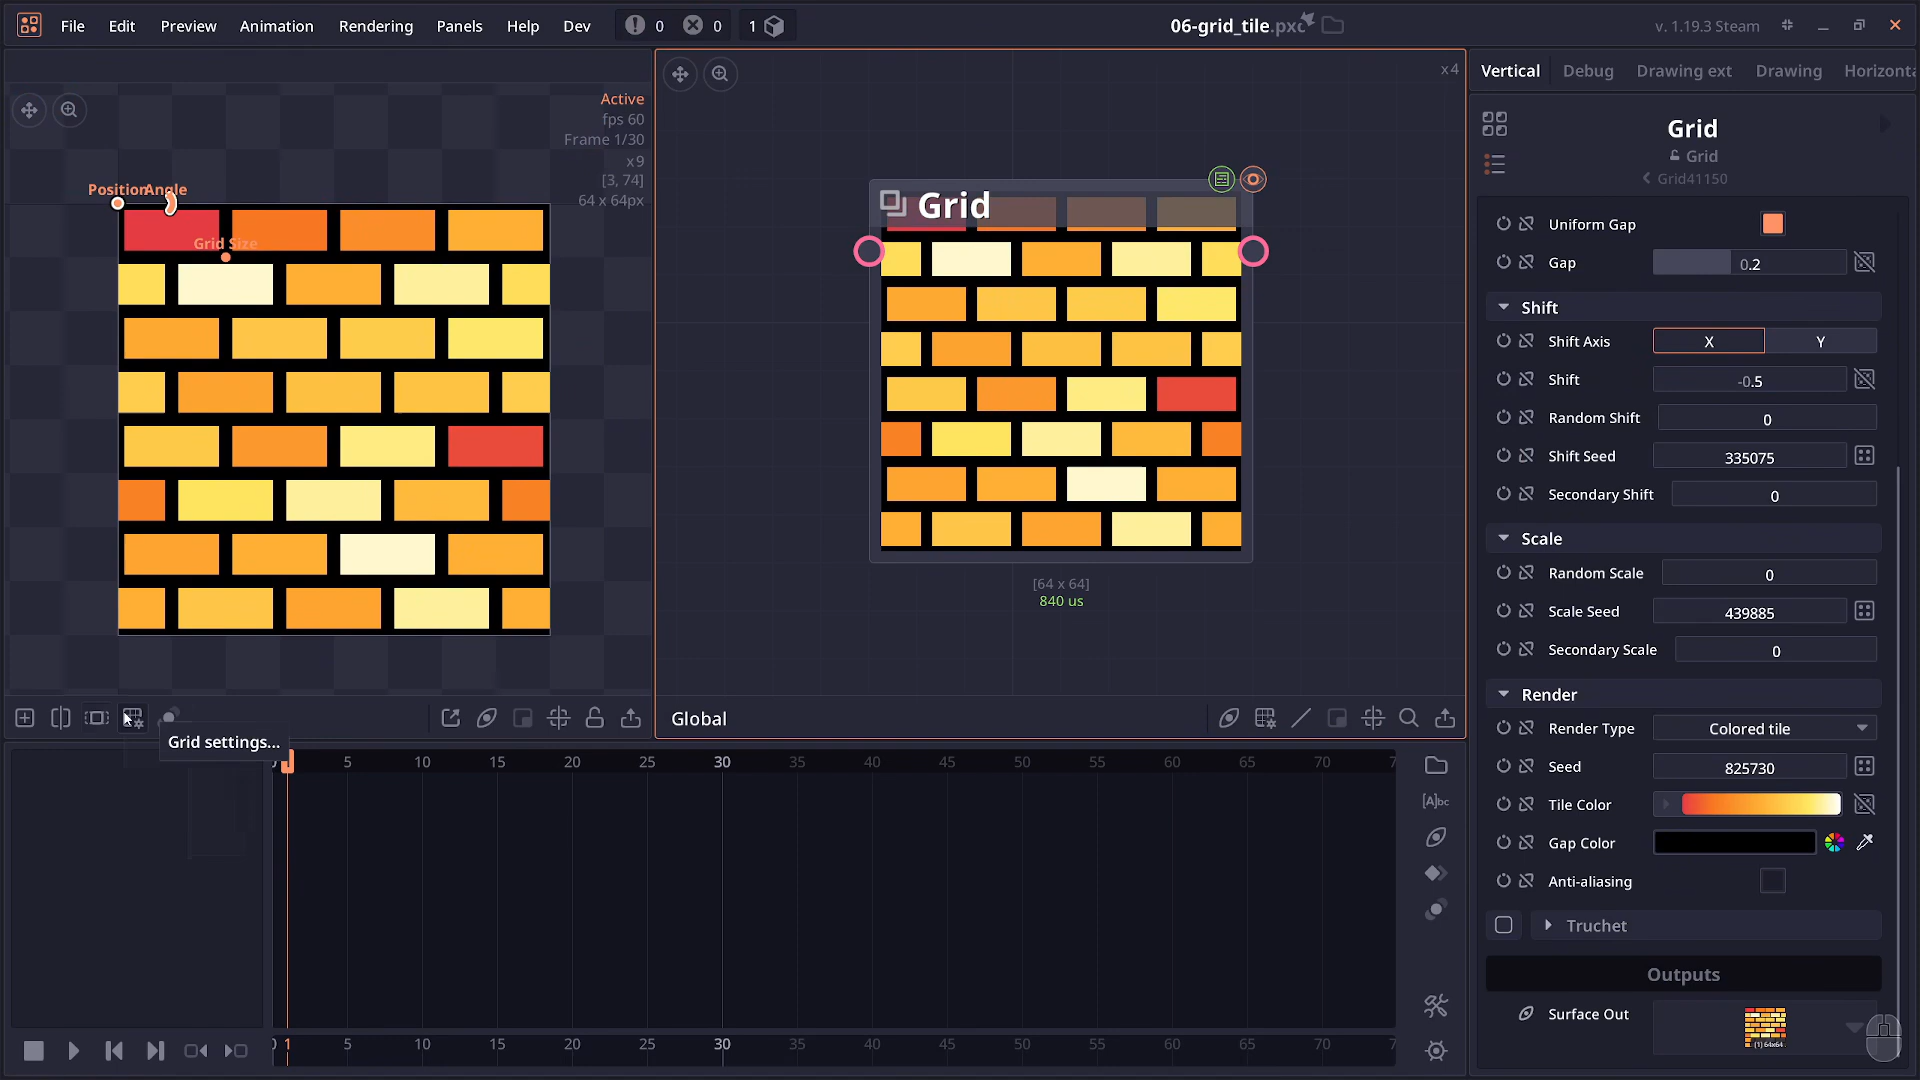 File Edit Preview Animation Rendering Panels Help Dev 0 0 1 06-grid_tile.pxc v. 1.19.3 Steam
Active
fps 60
Frame 1/30
x9
[3, 74]
64 x 64px
Position Angle
Grid Size
Grid settings...
x4
Grid
[64 x 64]
840 us
Global
Vertical Debug Drawing ext Drawing Horizonta
Grid
Grid
Grid41150
Uniform Gap
Gap 0.2
Shift
Shift Axis X Y
Shift -0.5
Random Shift 0
Shift Seed 335075
Secondary Shift 0
Scale
Random Scale 0
Scale Seed 439885
Secondary Scale 0
Render
Render Type Colored tile
Seed 825730
Tile Color
Gap Color
Anti-aliasing
Truchet
Outputs
Surface Out
(1) 64x64
5 10 15 20 25 30 35 40 45 50 55 60 65 70 7
[A]bc
1 5 10 15 20 25 30 35 40 45 50 55 60 65 70 7